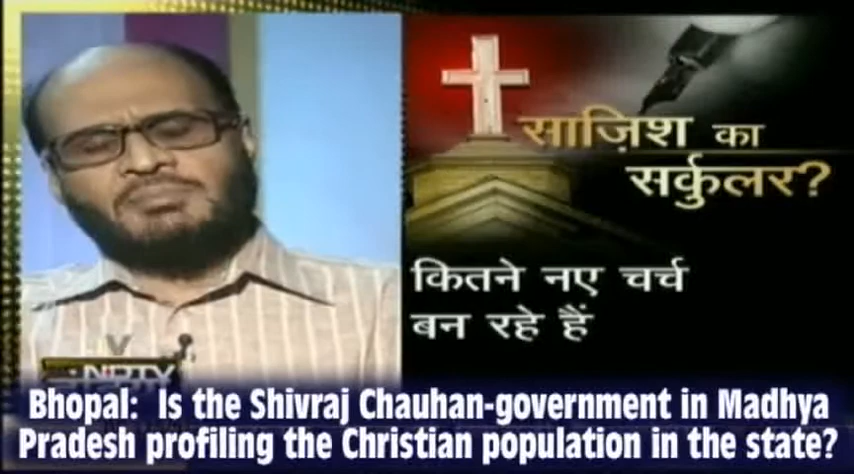 साज़िश का
सर्कुलर?
कितने नए चर्च
बन रहे हैं
NDTV
Bhopal: Is the Shivraj Chauhan-government in Madhya
Pradesh profiling the Christian population in the state?